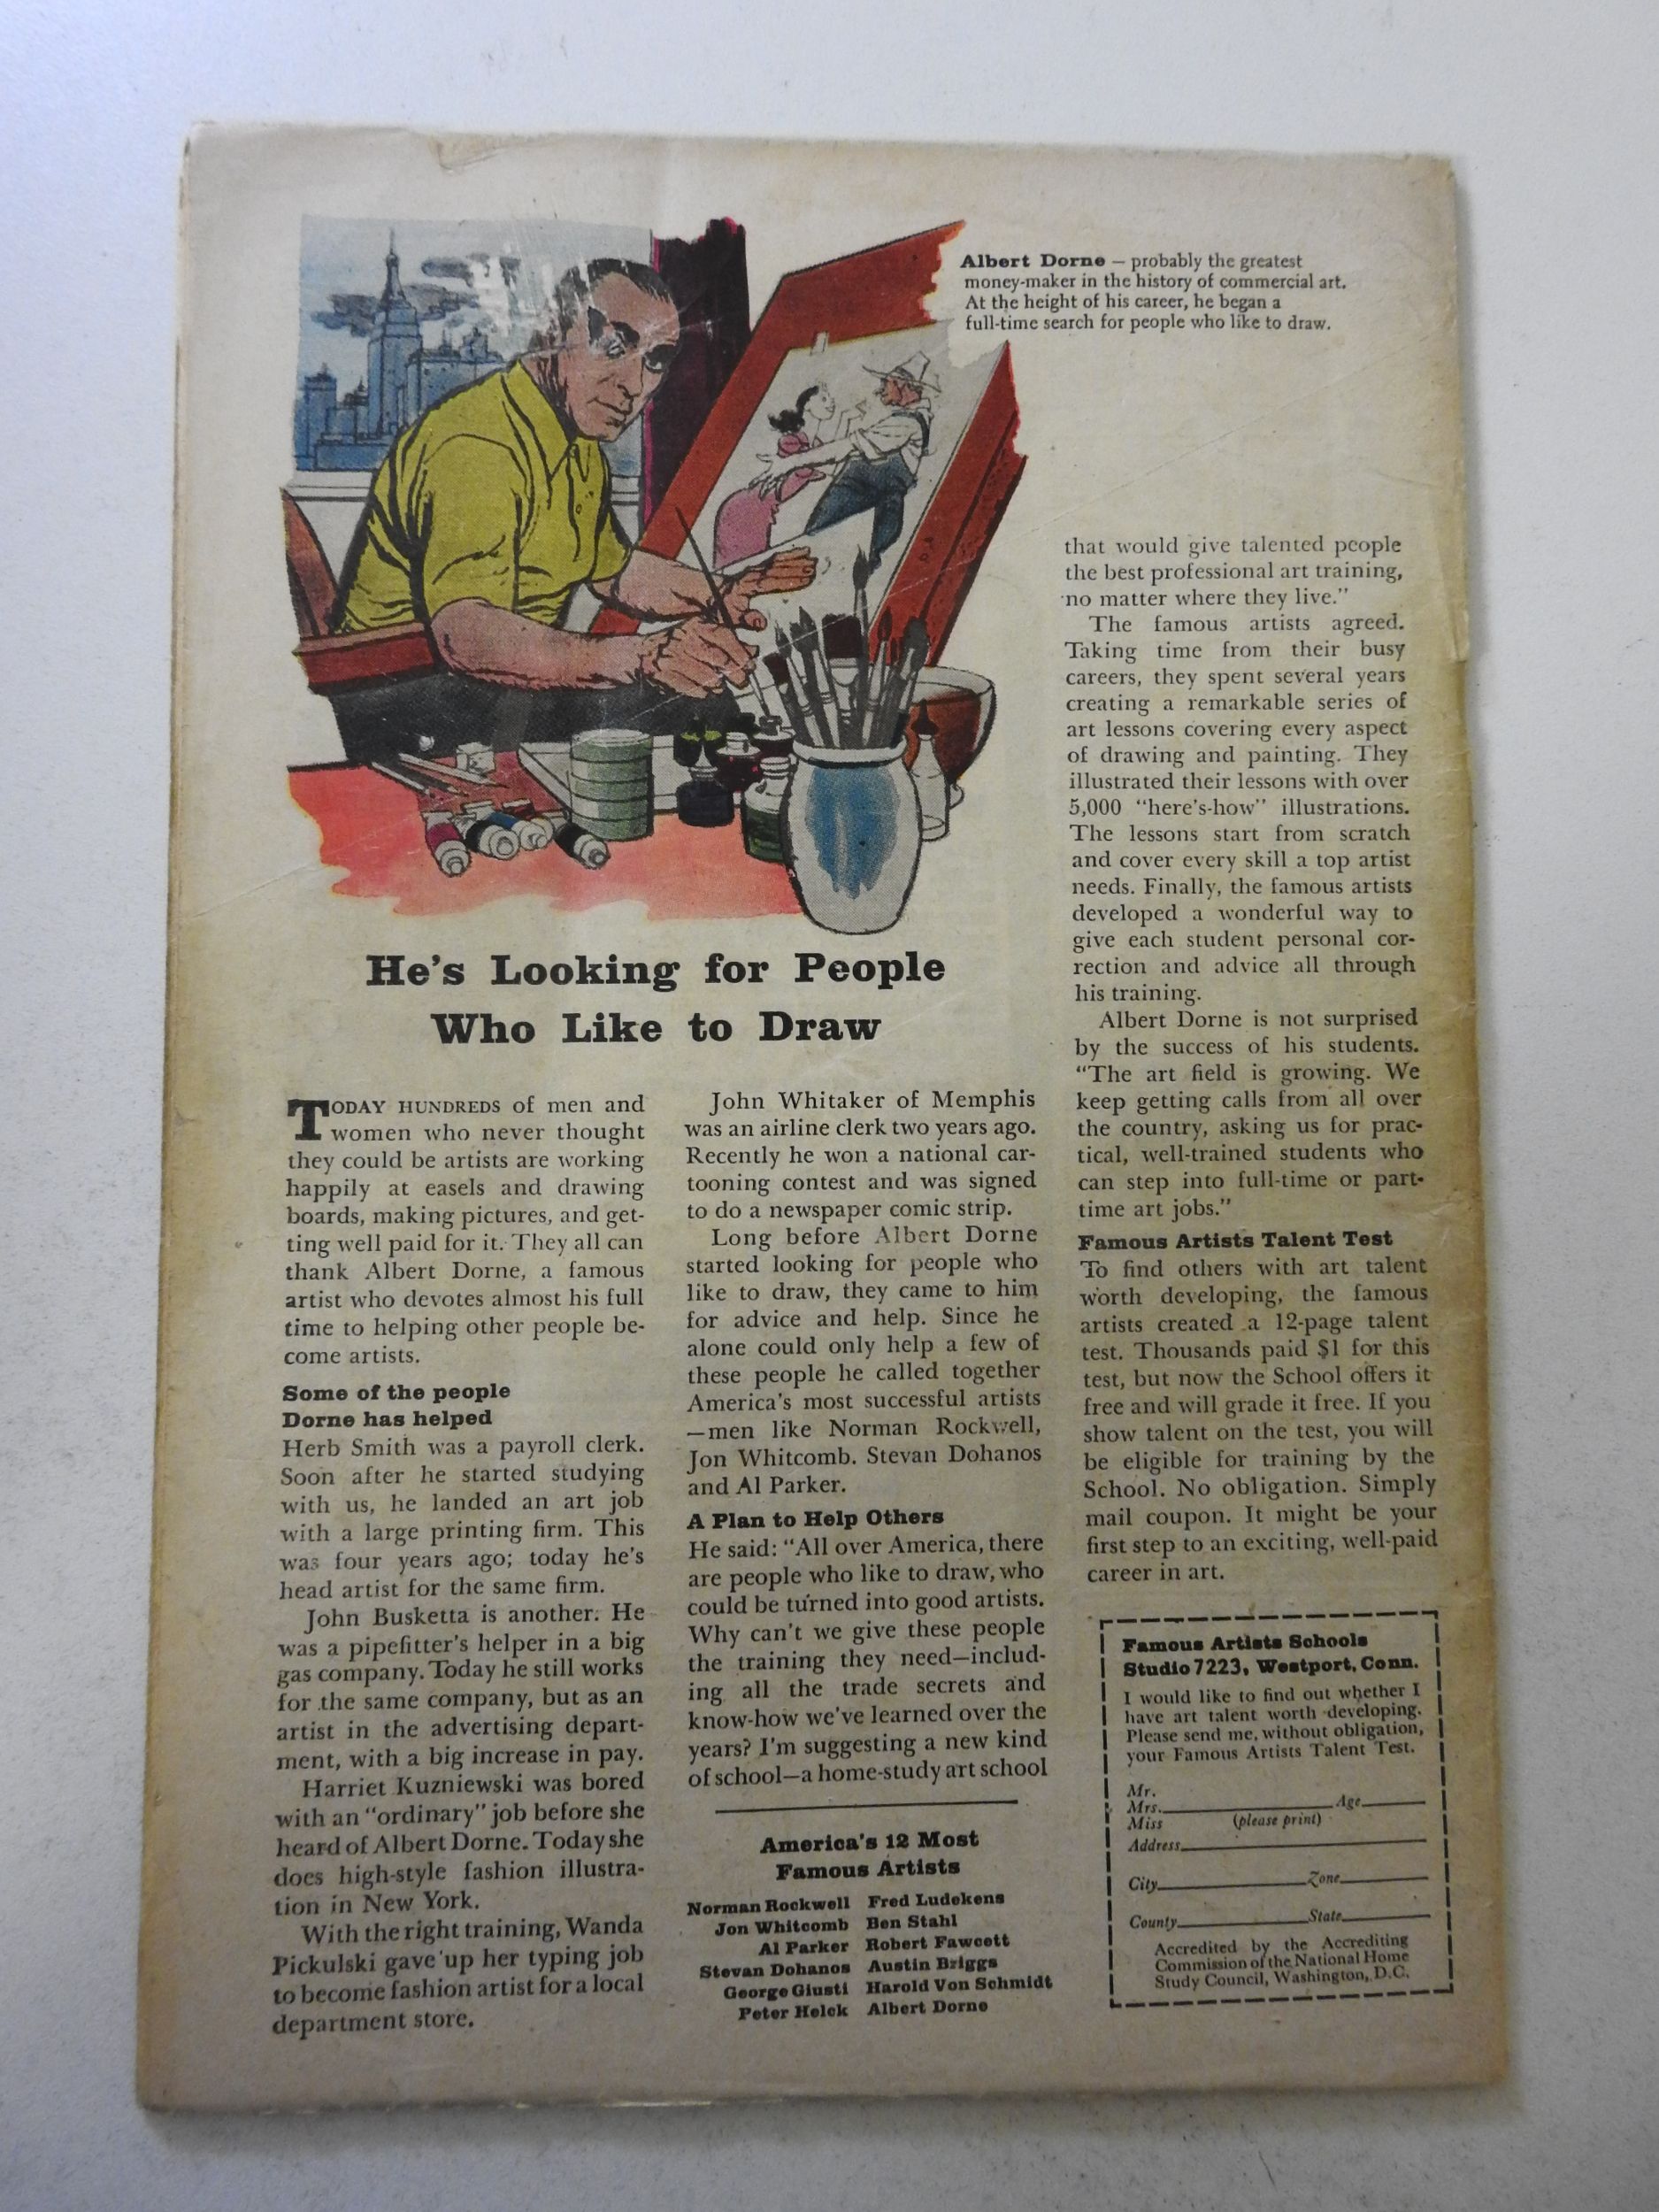 Albert Dorne – probably the greatest
money-maker in the history of commercial art.
At the height of his career, he began a
full-time search for people who like to draw.
He's Looking for People
Who Like to Draw
TODAY HUNDREDS of men and
women who never thought
they could be artists are working
happily at easels and drawing
boards, making pictures, and get-
ting well paid for it. They all can
thank Albert Dorne, a famous
artist who devotes almost his full
time to helping other people be-
come artists.
Some of the people
Dorne has helped
Herb Smith was a payroll clerk.
Soon after he started studying
with us, he landed an art job
with a large printing firm. This
was four years ago; today he's
head artist for the same firm.
John Busketta is another. He
was a pipefitter's helper in a big
gas company. Today he still works
for the same company, but as an
artist in the advertising depart-
ment, with a big increase in pay.
Harriet Kuzniewski was bored
with an "ordinary" job before she
heard of Albert Dorne. Today she
does high-style fashion illustra-
tion in New York.
With the right training, Wanda
Pickulski gave up her typing job
to become fashion artist for a local
department store.
John Whitaker of Memphis
was an airline clerk two years ago.
Recently he won a national car-
tooning contest and was signed
to do a newspaper comic strip.
Long before Albert Dorne
started looking for people who
like to draw, they came to him
for advice and help. Since he
alone could only help a few of
these people he called together
America's most successful artists
—men like Norman Rockwell,
Jon Whitcomb. Stevan Dohanos
and Al Parker.
A Plan to Help Others
He said: "All over America, there
are people who like to draw, who
could be turned into good artists.
Why can't we give these people
the training they need—includ-
ing all the trade secrets and
know-how we've learned over the
years? I'm suggesting a new kind
of school—a home-study art school
America's 12 Most
Famous Artists
Norman Rockwell Fred Ludekens
Jon Whitcomb Ben Stahl
Al Parker Robert Fawcett
Stevan Dohanos Austin Briggs
George Giusti Harold Von Schmidt
Peter Helck Albert Dorne
that would give talented people
the best professional art training,
no matter where they live."
The famous artists agreed.
Taking time from their busy
careers, they spent several years
creating a remarkable series of
art lessons covering every aspect
of drawing and painting. They
illustrated their lessons with over
5,000 "here's-how" illustrations.
The lessons start from scratch
and cover every skill a top artist
needs. Finally, the famous artists
developed a wonderful way to
give each student personal cor-
rection and advice all through
his training.
Albert Dorne is not surprised
by the success of his students.
"The art field is growing. We
keep getting calls from all over
the country, asking us for prac-
tical, well-trained students who
can step into full-time or part-
time art jobs."
Famous Artists Talent Test
To find others with art talent
worth developing, the famous
artists created a 12-page talent
test. Thousands paid $1 for this
test, but now the School offers it
free and will grade it free. If you
show talent on the test, you will
be eligible for training by the
School. No obligation. Simply
mail coupon. It might be your
first step to an exciting, well-paid
career in art.
Famous Artists Schools
Studio 7223, Westport, Conn.
I would like to find out whether I
have art talent worth developing.
Please send me, without obligation,
your Famous Artists Talent Test.
Mr.
Mrs. Age
Miss (please print)
Address
City Zone
County State
Accredited by the Accrediting
Commission of the National Home
Study Council, Washington, D.C.